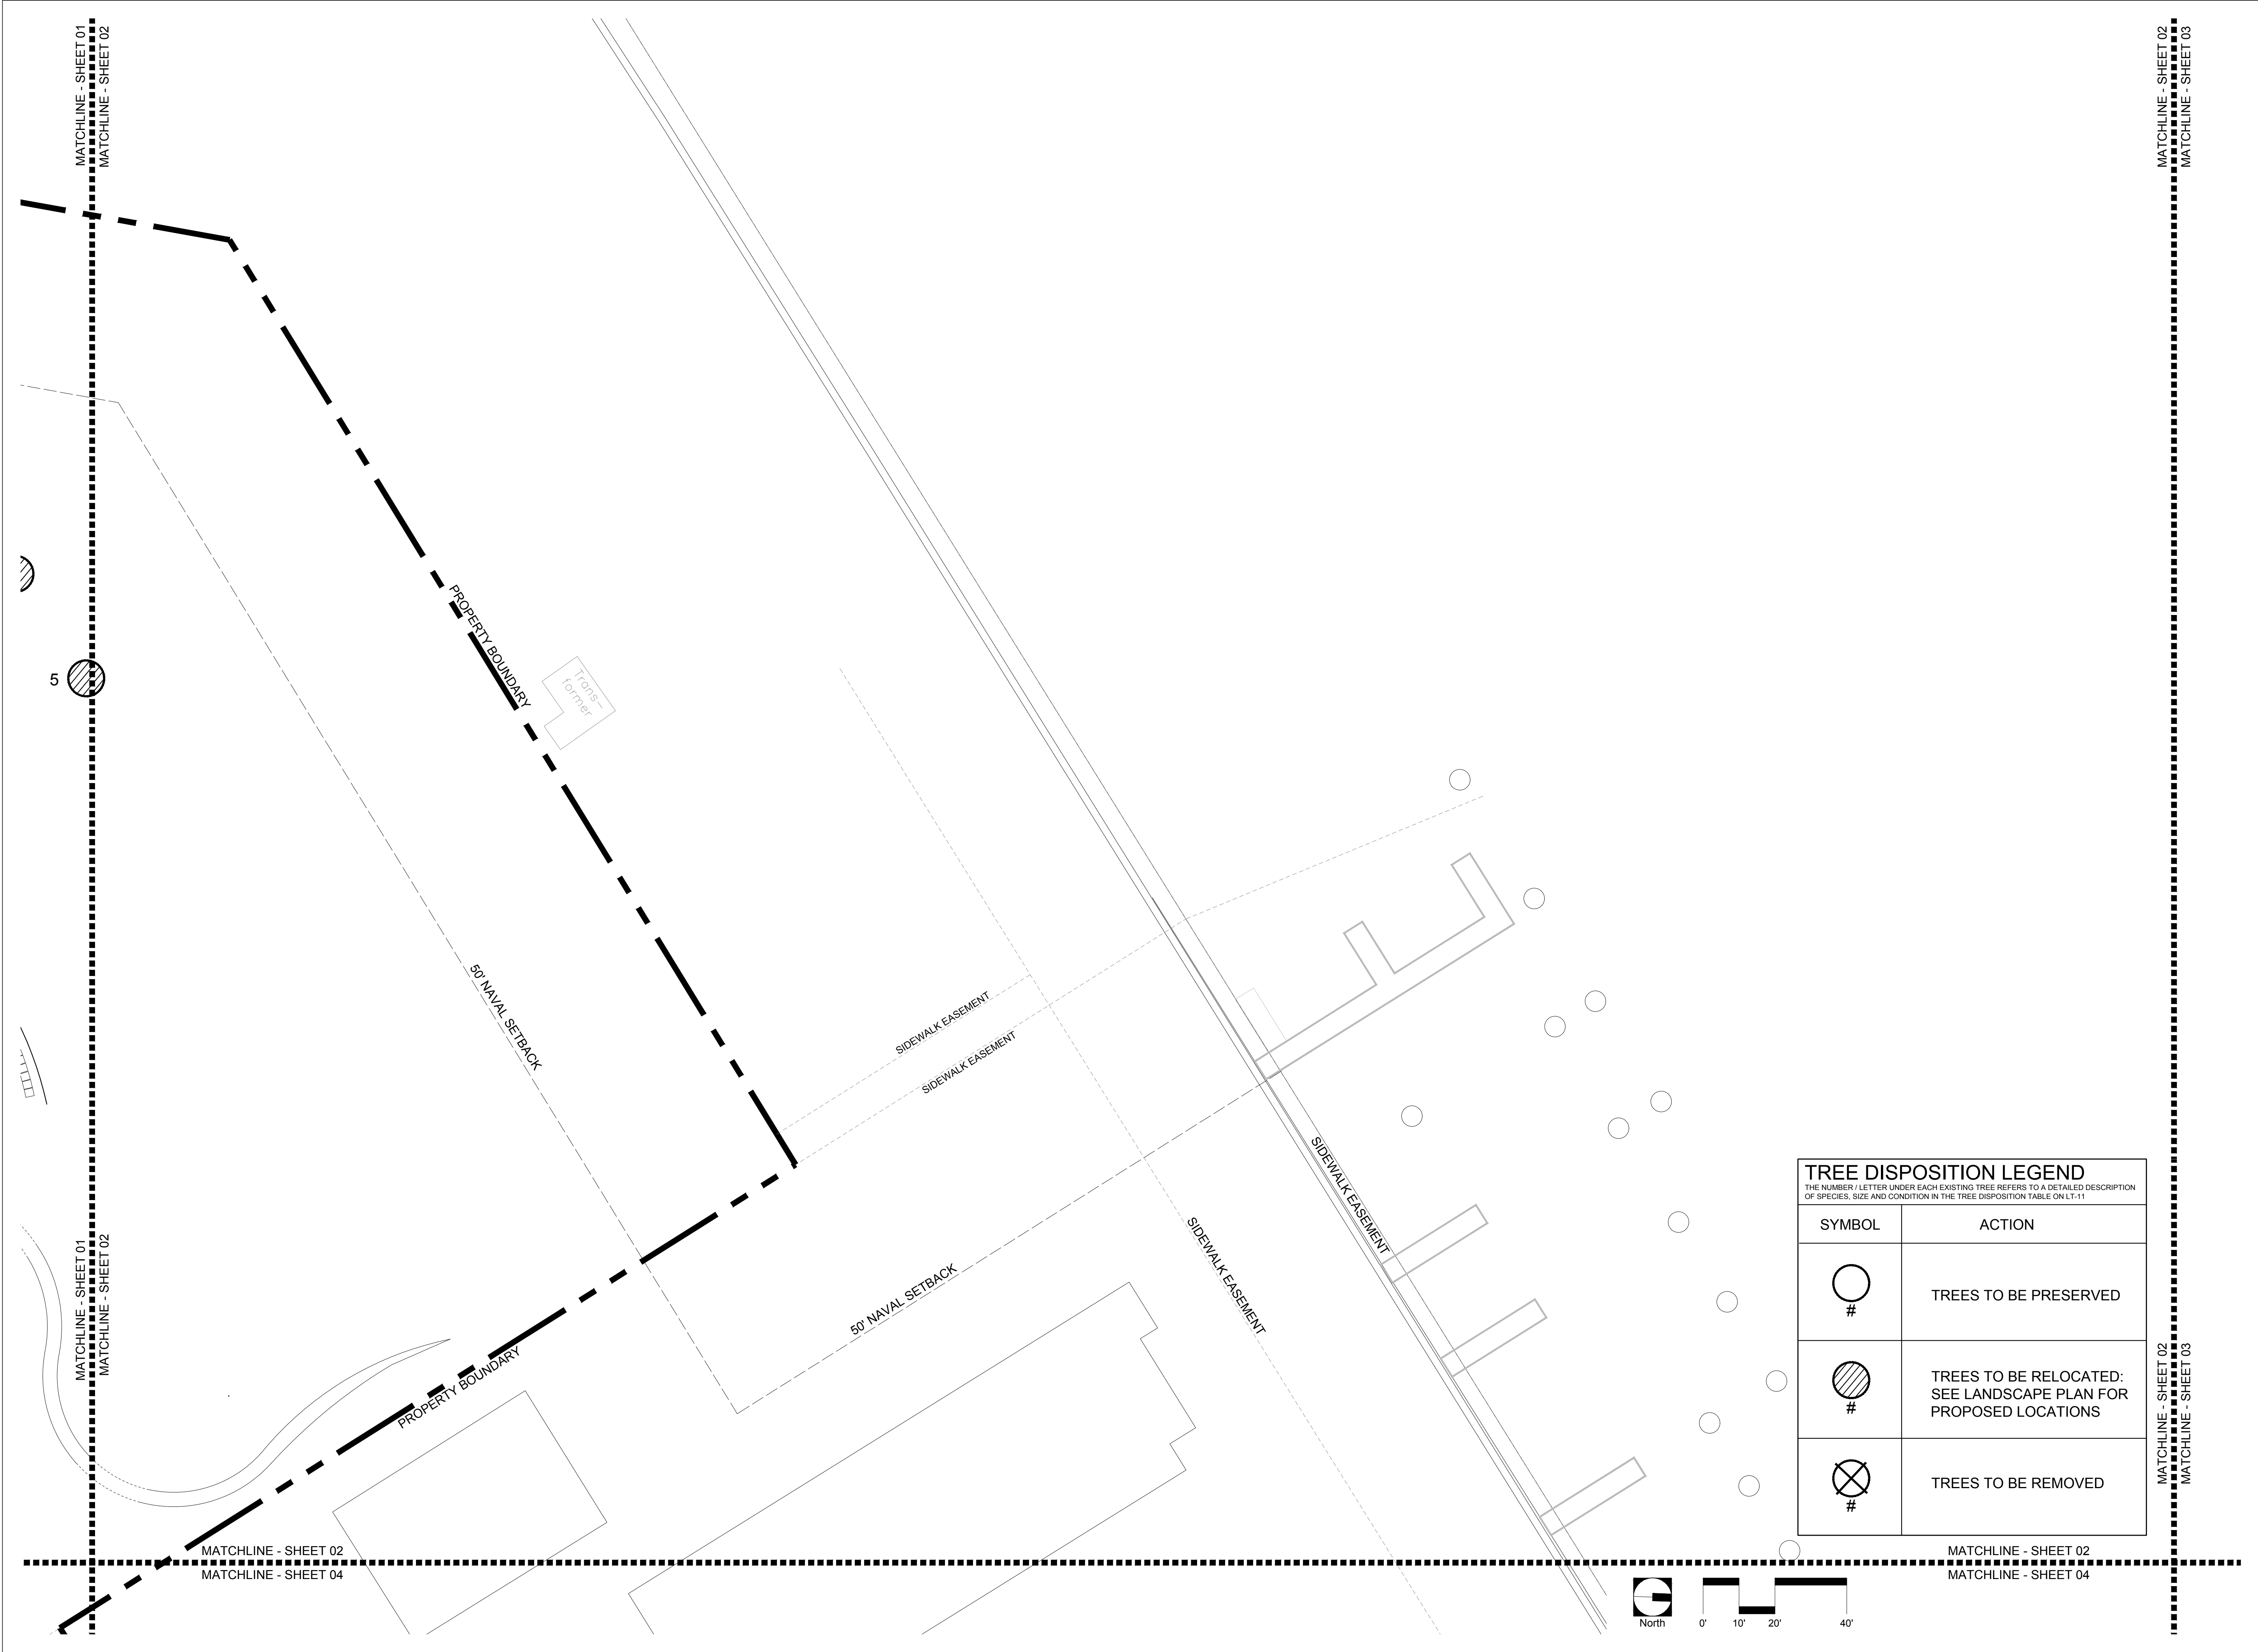 MATCHLINE - SHEET 01
MATCHLINE - SHEET 02
MATCHLINE - SHEET 02
MATCHLINE - SHEET 03
PROPERTY BOUNDARY
Trans-
former
5
50' NAVAL SETBACK
SIDEWALK EASEMENT
SIDEWALK EASEMENT
SIDEWALK EASEMENT
SIDEWALK EASEMENT
50' NAVAL SETBACK
PROPERTY BOUNDARY
MATCHLINE - SHEET 01
MATCHLINE - SHEET 02
TREE DISPOSITION LEGEND
THE NUMBER / LETTER UNDER EACH EXISTING TREE REFERS TO A DETAILED DESCRIPTION
OF SPECIES, SIZE AND CONDITION IN THE TREE DISPOSITION TABLE ON LT-11
SYMBOL ACTION
#
TREES TO BE PRESERVED
#
TREES TO BE RELOCATED:
SEE LANDSCAPE PLAN FOR
PROPOSED LOCATIONS
#
TREES TO BE REMOVED
MATCHLINE - SHEET 02
MATCHLINE - SHEET 03
MATCHLINE - SHEET 02
MATCHLINE - SHEET 04
MATCHLINE - SHEET 02
MATCHLINE - SHEET 04
North
0' 10' 20' 40'